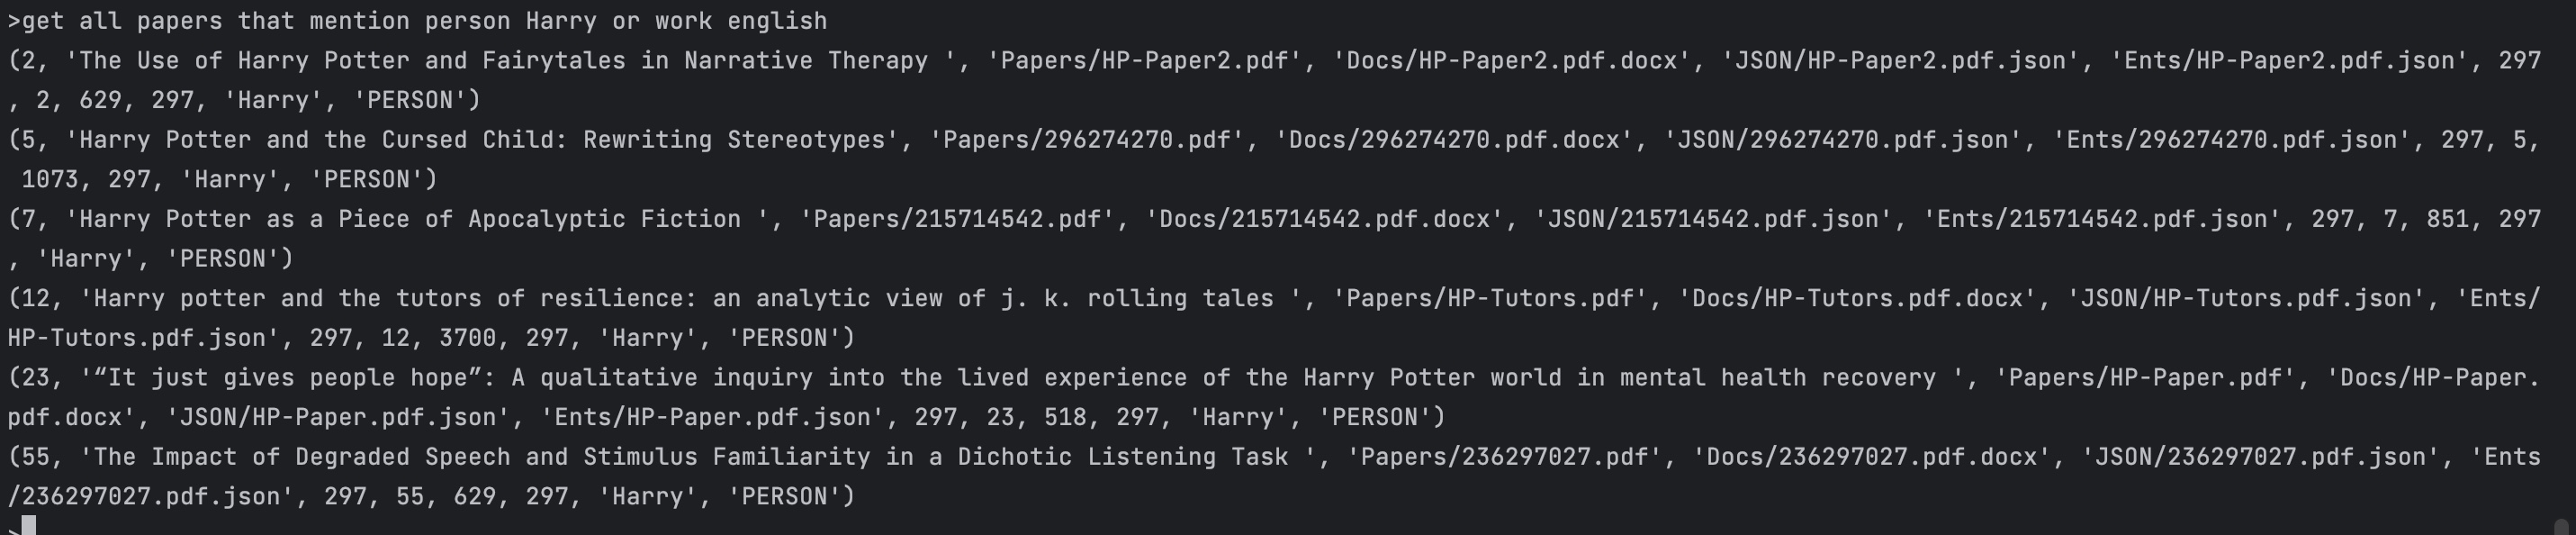 >get all papers that mention person Harry or work english
(2, 'The Use of Harry Potter and Fairytales in Narrative Therapy ', 'Papers/HP-Paper2.pdf', 'Docs/HP-Paper2.pdf.docx', 'JSON/HP-Paper2.pdf.json', 'Ents/HP-Paper2.pdf.json', 297
, 2, 629, 297, 'Harry', 'PERSON')
(5, 'Harry Potter and the Cursed Child: Rewriting Stereotypes', 'Papers/296274270.pdf', 'Docs/296274270.pdf.docx', 'JSON/296274270.pdf.json', 'Ents/296274270.pdf.json', 297, 5,
 1073, 297, 'Harry', 'PERSON')
(7, 'Harry Potter as a Piece of Apocalyptic Fiction ', 'Papers/215714542.pdf', 'Docs/215714542.pdf.docx', 'JSON/215714542.pdf.json', 'Ents/215714542.pdf.json', 297, 7, 851, 297
, 'Harry', 'PERSON')
(12, 'Harry potter and the tutors of resilience: an analytic view of j. k. rolling tales ', 'Papers/HP-Tutors.pdf', 'Docs/HP-Tutors.pdf.docx', 'JSON/HP-Tutors.pdf.json', 'Ents/
HP-Tutors.pdf.json', 297, 12, 3700, 297, 'Harry', 'PERSON')
(23, '“It just gives people hope”: A qualitative inquiry into the lived experience of the Harry Potter world in mental health recovery ', 'Papers/HP-Paper.pdf', 'Docs/HP-Paper.
pdf.docx', 'JSON/HP-Paper.pdf.json', 'Ents/HP-Paper.pdf.json', 297, 23, 518, 297, 'Harry', 'PERSON')
(55, 'The Impact of Degraded Speech and Stimulus Familiarity in a Dichotic Listening Task ', 'Papers/236297027.pdf', 'Docs/236297027.pdf.docx', 'JSON/236297027.pdf.json', 'Ents
/236297027.pdf.json', 297, 55, 629, 297, 'Harry', 'PERSON')
>